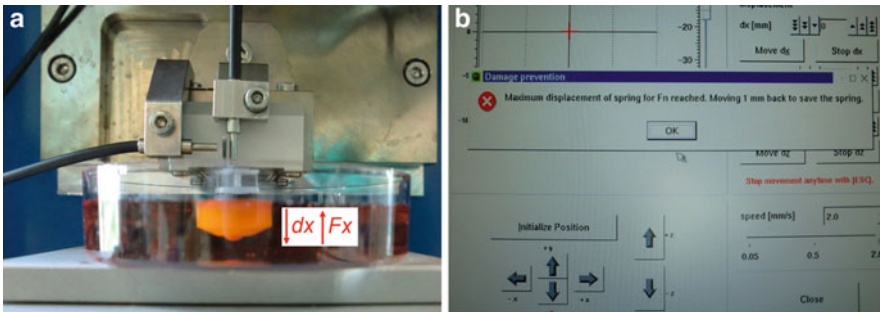 a
dx Fx
b
-20
dx [mm]
0
Move dx
Stop dx
-30
Damage prevention
Maximum displacement of spring for Fn reached. Moving 1 mm back to save the spring.
OK
Move dz
Stop dz
Stop movement anytime with [ESC].
speed [mm/s]
2.0
Initialize Position
0.05
0.5
2.
+y
+z
-x
+x
-z
Close